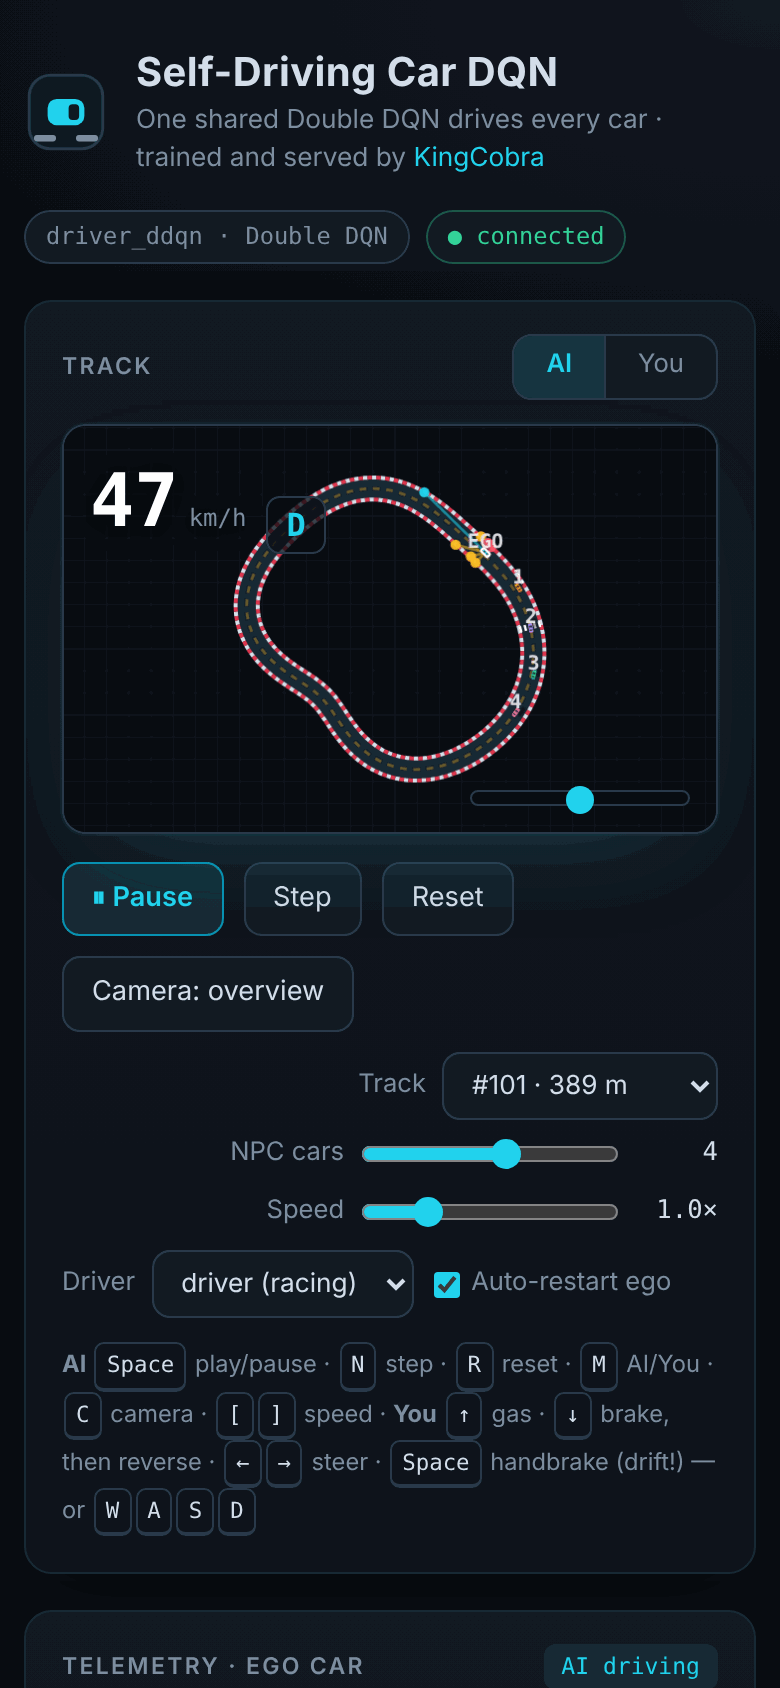 Self-Driving Car DQN
One shared Double DQN drives every car ·
trained and served by KingCobra
driver_ddqn · Double DQN
connected
TRACK
AI
You
47 km/h
D
EGO
1
2
3
4
Pause
Step
Reset
Camera: overview
Track #101 · 389 m
NPC cars 4
Speed 1.0×
Driver driver (racing) Auto-restart ego
AI Space play/pause · N step · R reset · M AI/You ·
C camera · [ ] speed · You ↑ gas · ↓ brake,
then reverse · ← → steer · Space handbrake (drift!) —
or W A S D
TELEMETRY · EGO CAR
AI driving